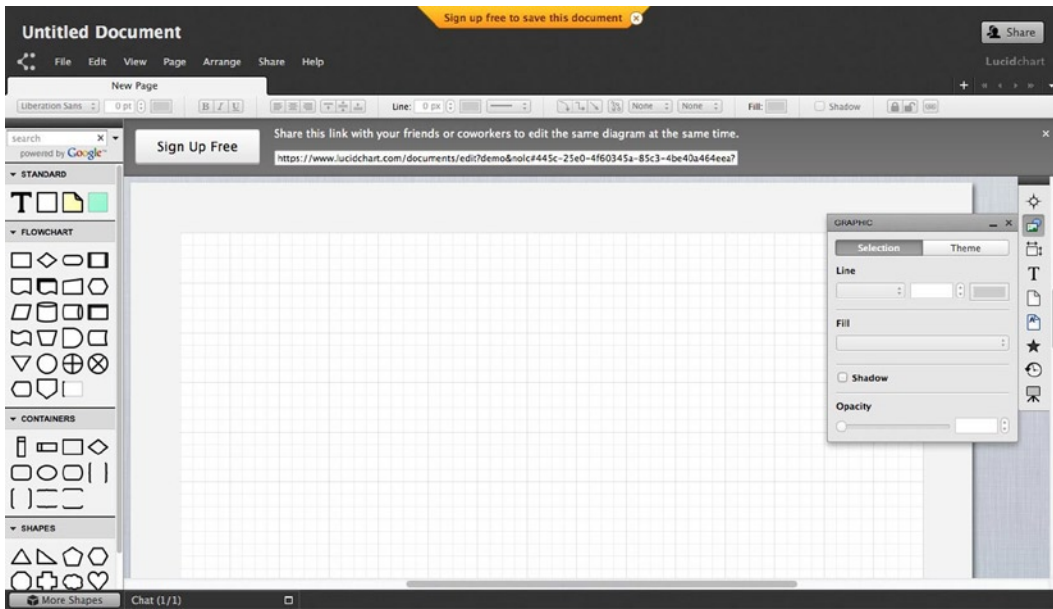 Sign up free to save this document
Untitled Document
Share
File Edit View Page Arrange Share Help
Lucidchart
New Page
Liberation Sans 0 pt B I U Line: 0 px None None Fill: Shadow
search
powered by Google
Sign Up Free
Share this link with your friends or coworkers to edit the same diagram at the same time.
https://www.lucidchart.com/documents/edit?demo&nolc#445c-25e0-4f60345a-85c3-4be40a464eea?
STANDARD
T
FLOWCHART
CONTAINERS
SHAPES
GRAPHIC
Selection Theme
Line
Fill
Shadow
Opacity
T
More Shapes Chat (1/1)